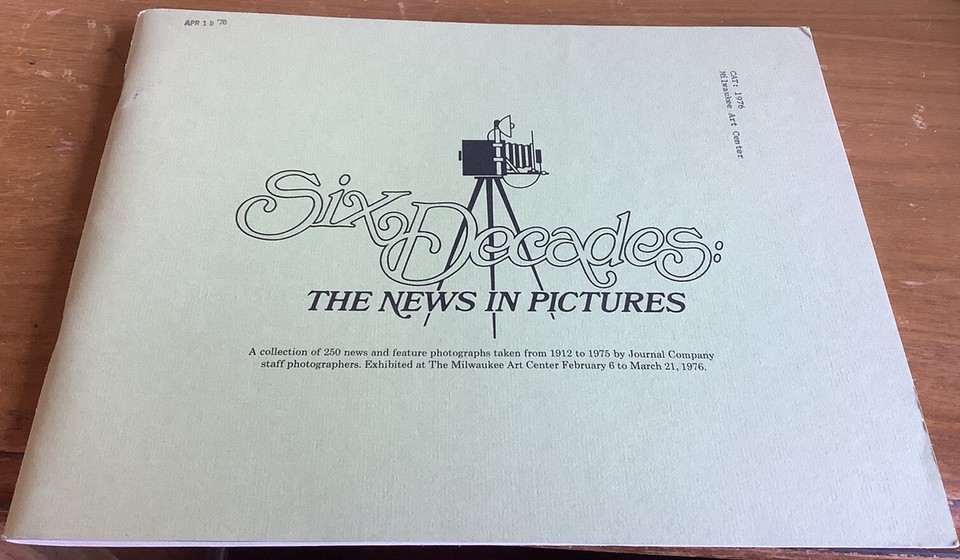 APR 19 '78
CAT: 1976
Milwaukee Art Center
Six Decades:
THE NEWS IN PICTURES
A collection of 250 news and feature photographs taken from 1912 to 1975 by Journal Company
staff photographers. Exhibited at The Milwaukee Art Center February 6 to March 21, 1976.